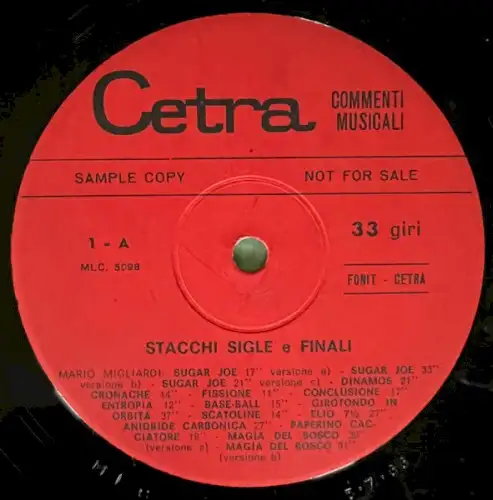 Cetra
COMMENTI
MUSICALI
SAMPLE COPY
NOT FOR SALE
1 - A
MLC. 5098
33 giri
FONIT - CETRA
STACCHI SIGLE e FINALI
MARIO MIGLIARDI: SUGAR JOE 17'' versione a) - SUGAR JOE 33''
versione b) - SUGAR JOE 21'' versione c) - DINAMOS 21''
CRONACHE 14'' - FISSIONE 11'' - CONCLUSIONE 17''
ENTROPIA 12'' - BASE-BALL 15'' - GIROTONDO IN
ORBITA 37'' - SCATOLINE 14'' - ELIO 7½ 27''
ANIDRIDE CARBONICA 27'' - PAPERINO CAC-
CIATORE 19'' - MAGIA DEL BOSCO
(versione a) - MAGIA DEL BOSCO 31''
(versione b)